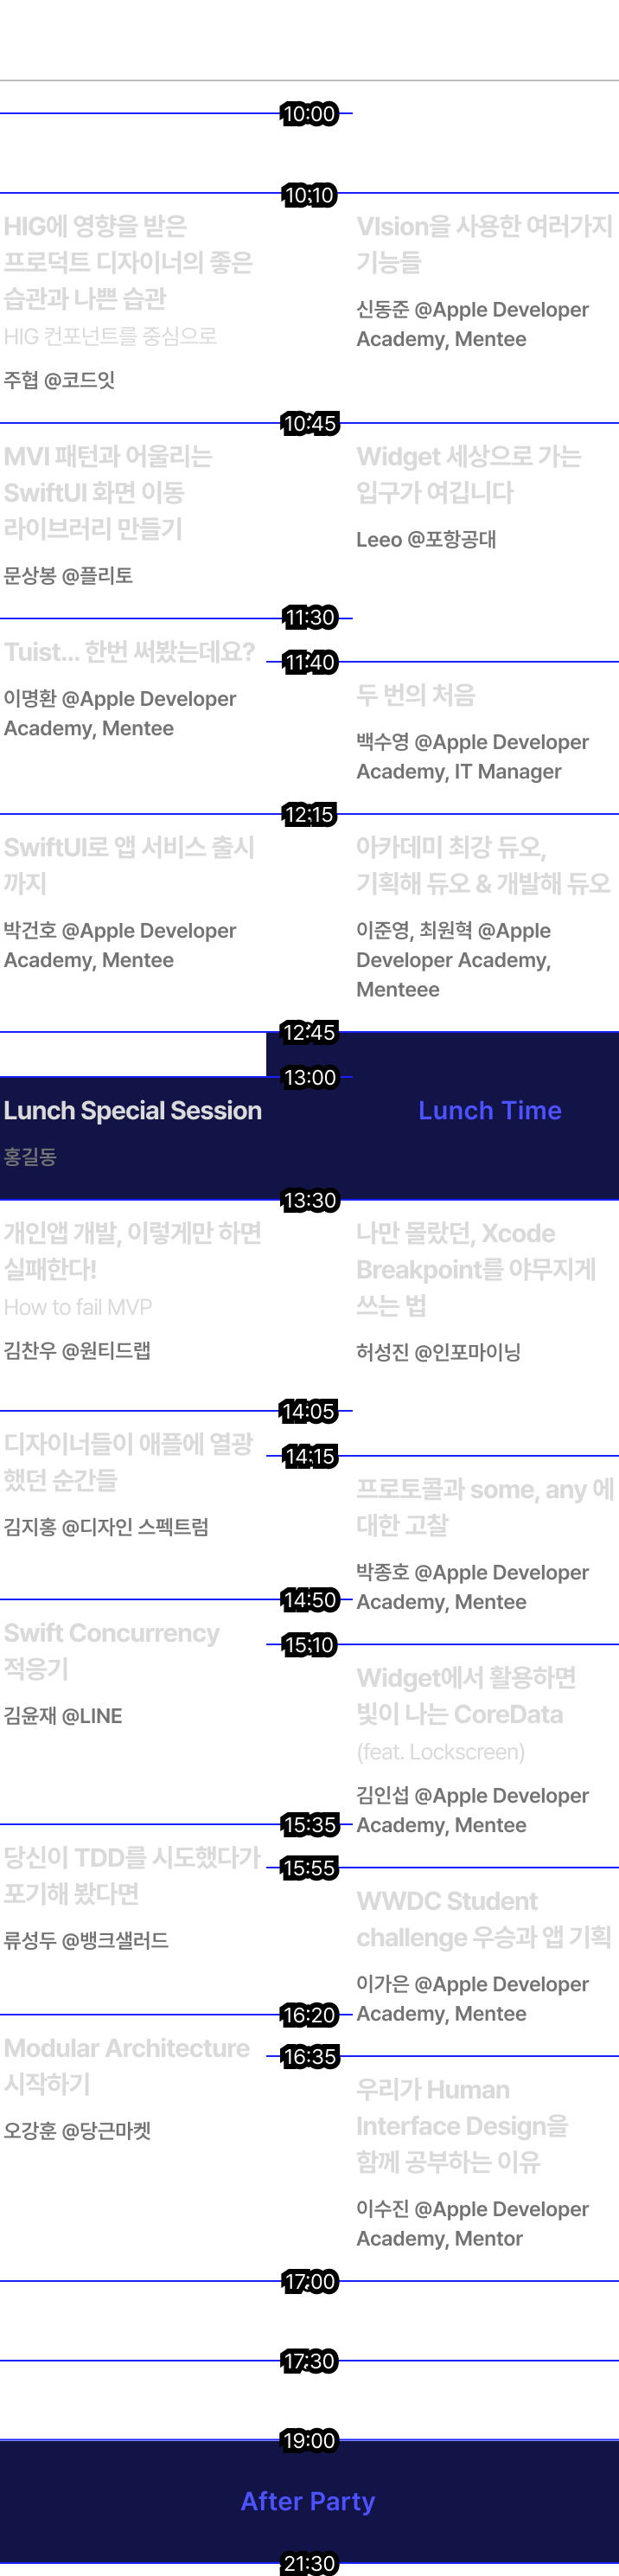 10:00
10:10
HIG에 영향을 받은
프로덕트 디자이너의 좋은
습관과 나쁜 습관
HIG 컨포넌트를 중심으로
주협 @코드잇
VIsion을 사용한 여러가지
기능들
신동준 @Apple Developer
Academy, Mentee
10:45
MVI 패턴과 어울리는
SwiftUI 화면 이동
라이브러리 만들기
문상봉 @플리토
Widget 세상으로 가는
입구가 여깁니다
Leeo @포항공대
11:30
Tuist... 한번 써봤는데요?
이명환 @Apple Developer
Academy, Mentee
11:40
두 번의 처음
백수영 @Apple Developer
Academy, IT Manager
12:15
SwiftUI로 앱 서비스 출시
까지
박건호 @Apple Developer
Academy, Mentee
아카데미 최강 듀오,
기획해 듀오 & 개발해 듀오
이준영, 최원혁 @Apple
Developer Academy,
Menteee
12:45
13:00
Lunch Special Session
홍길동
Lunch Time
13:30
개인앱 개발, 이렇게만 하면
실패한다!
How to fail MVP
김찬우 @원티드랩
나만 몰랐던, Xcode
Breakpoint를 야무지게
쓰는 법
허성진 @인포마이닝
14:05
디자이너들이 애플에 열광
했던 순간들
김지홍 @디자인 스펙트럼
14:15
프로토콜과 some, any 에
대한 고찰
박종호 @Apple Developer
Academy, Mentee
14:50
Swift Concurrency
적응기
김윤재 @LINE
15:10
Widget에서 활용하면
빛이 나는 CoreData
(feat. Lockscreen)
김인섭 @Apple Developer
Academy, Mentee
15:35
당신이 TDD를 시도했다가
포기해 봤다면
류성두 @뱅크샐러드
15:55
WWDC Student
challenge 우승과 앱 기획
이가은 @Apple Developer
Academy, Mentee
16:20
Modular Architecture
시작하기
오강훈 @당근마켓
16:35
우리가 Human
Interface Design을
함께 공부하는 이유
이수진 @Apple Developer
Academy, Mentor
17:00
17:30
19:00
After Party
21:30